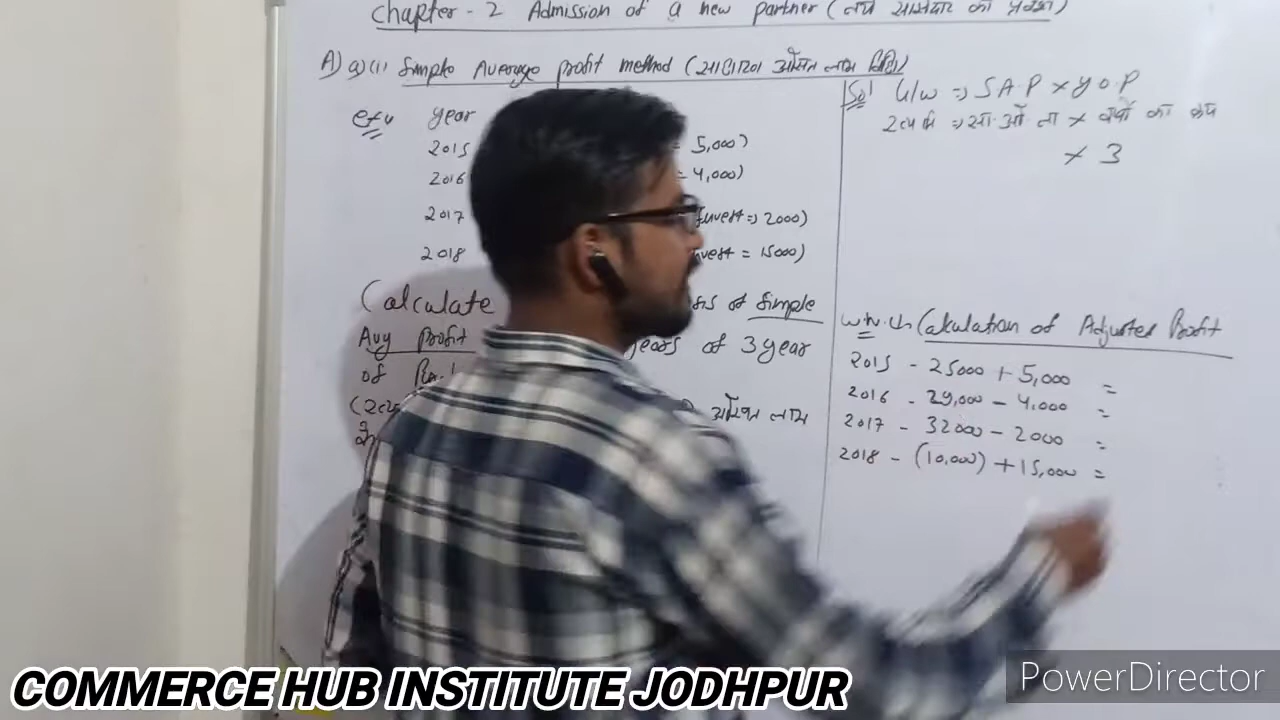 Chapter - 2 Admission of a new partner (नये साझेदार का प्रवेश)
A) a) (1) Simple Average profit method (साधारण औसत लाभ विधि)
year
2015 5,000)
2016 = 4,000)
2017 Invest => 2000)
2018 = 15000)
Calculate of Simple
Avg Profit years of 3 year
of
औसत लाभ
Sol G/w => S.A.P x Y.O.P
ख्याति => सा. औ. ला x वर्षों का क्रय
x 3
Calculation of Adjusted Profit
2015 - 25000 + 5,000 =
2016 - 29,000 - 4,000 =
2017 - 32000 - 2000 =
2018 - (10,000) + 15,000 =
COMMERCE HUB INSTITUTE JODHPUR
PowerDirector